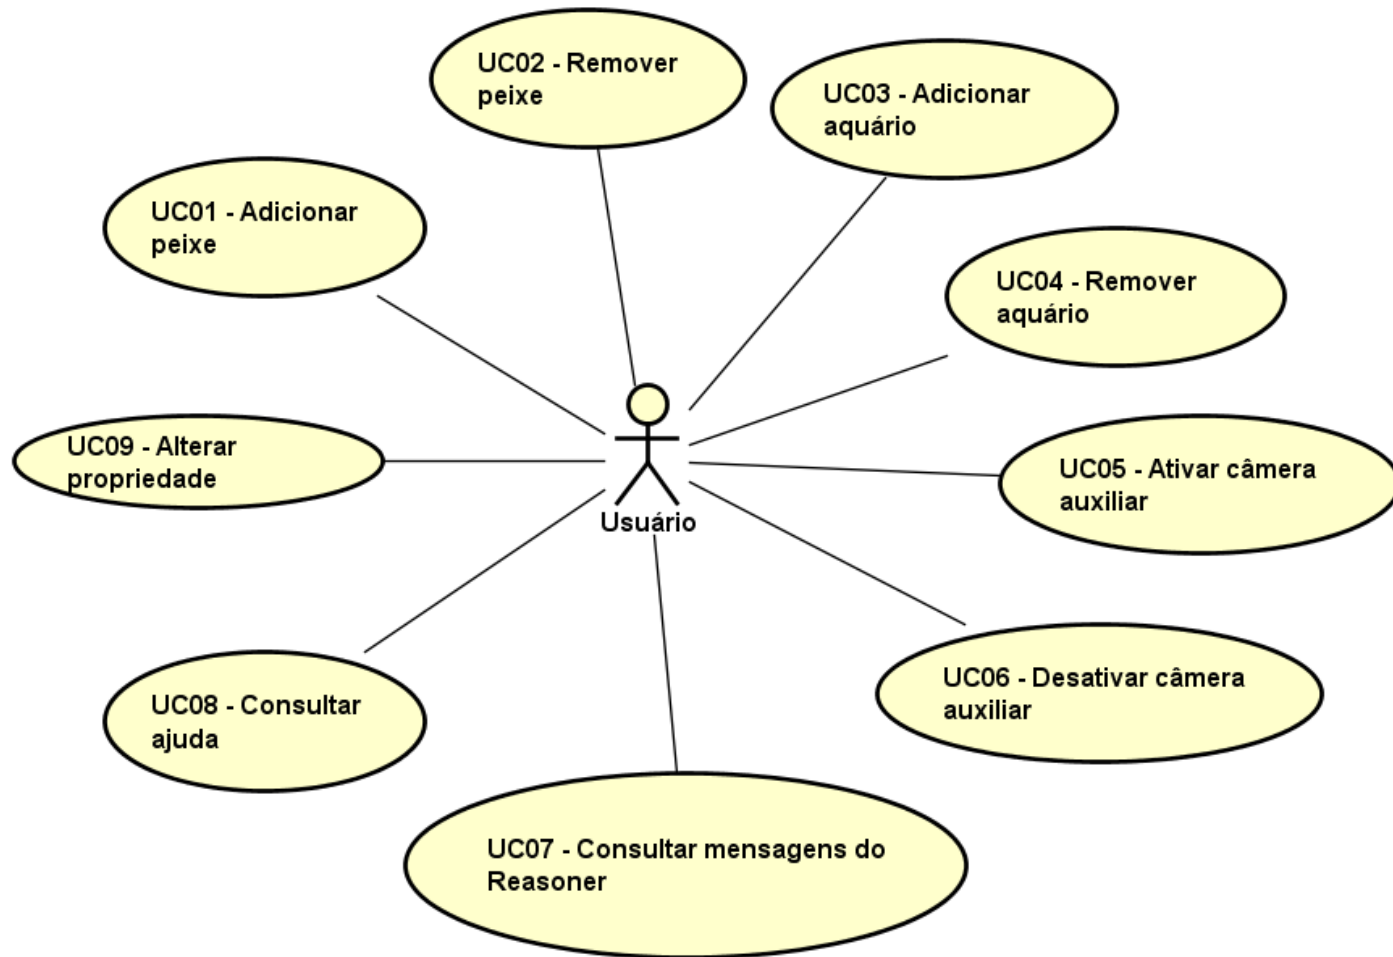 UC02 - Remover
peixe
UC03 - Adicionar
aquário
UC01 - Adicionar
peixe
UC04 - Remover
aquário
UC09 - Alterar
propriedade
UC05 - Ativar câmera
auxiliar
Usuário
UC06 - Desativar câmera
auxiliar
UC08 - Consultar
ajuda
UC07 - Consultar mensagens do
Reasoner